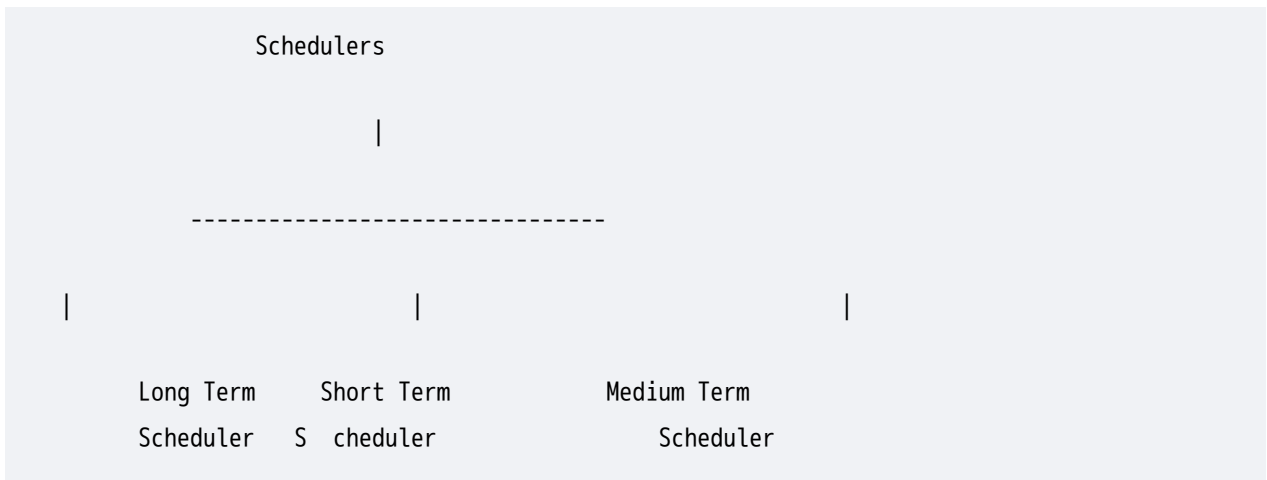 Schedulers
|
--------------------------------
| | |
Long Term Short Term Medium Term
Scheduler S cheduler Scheduler